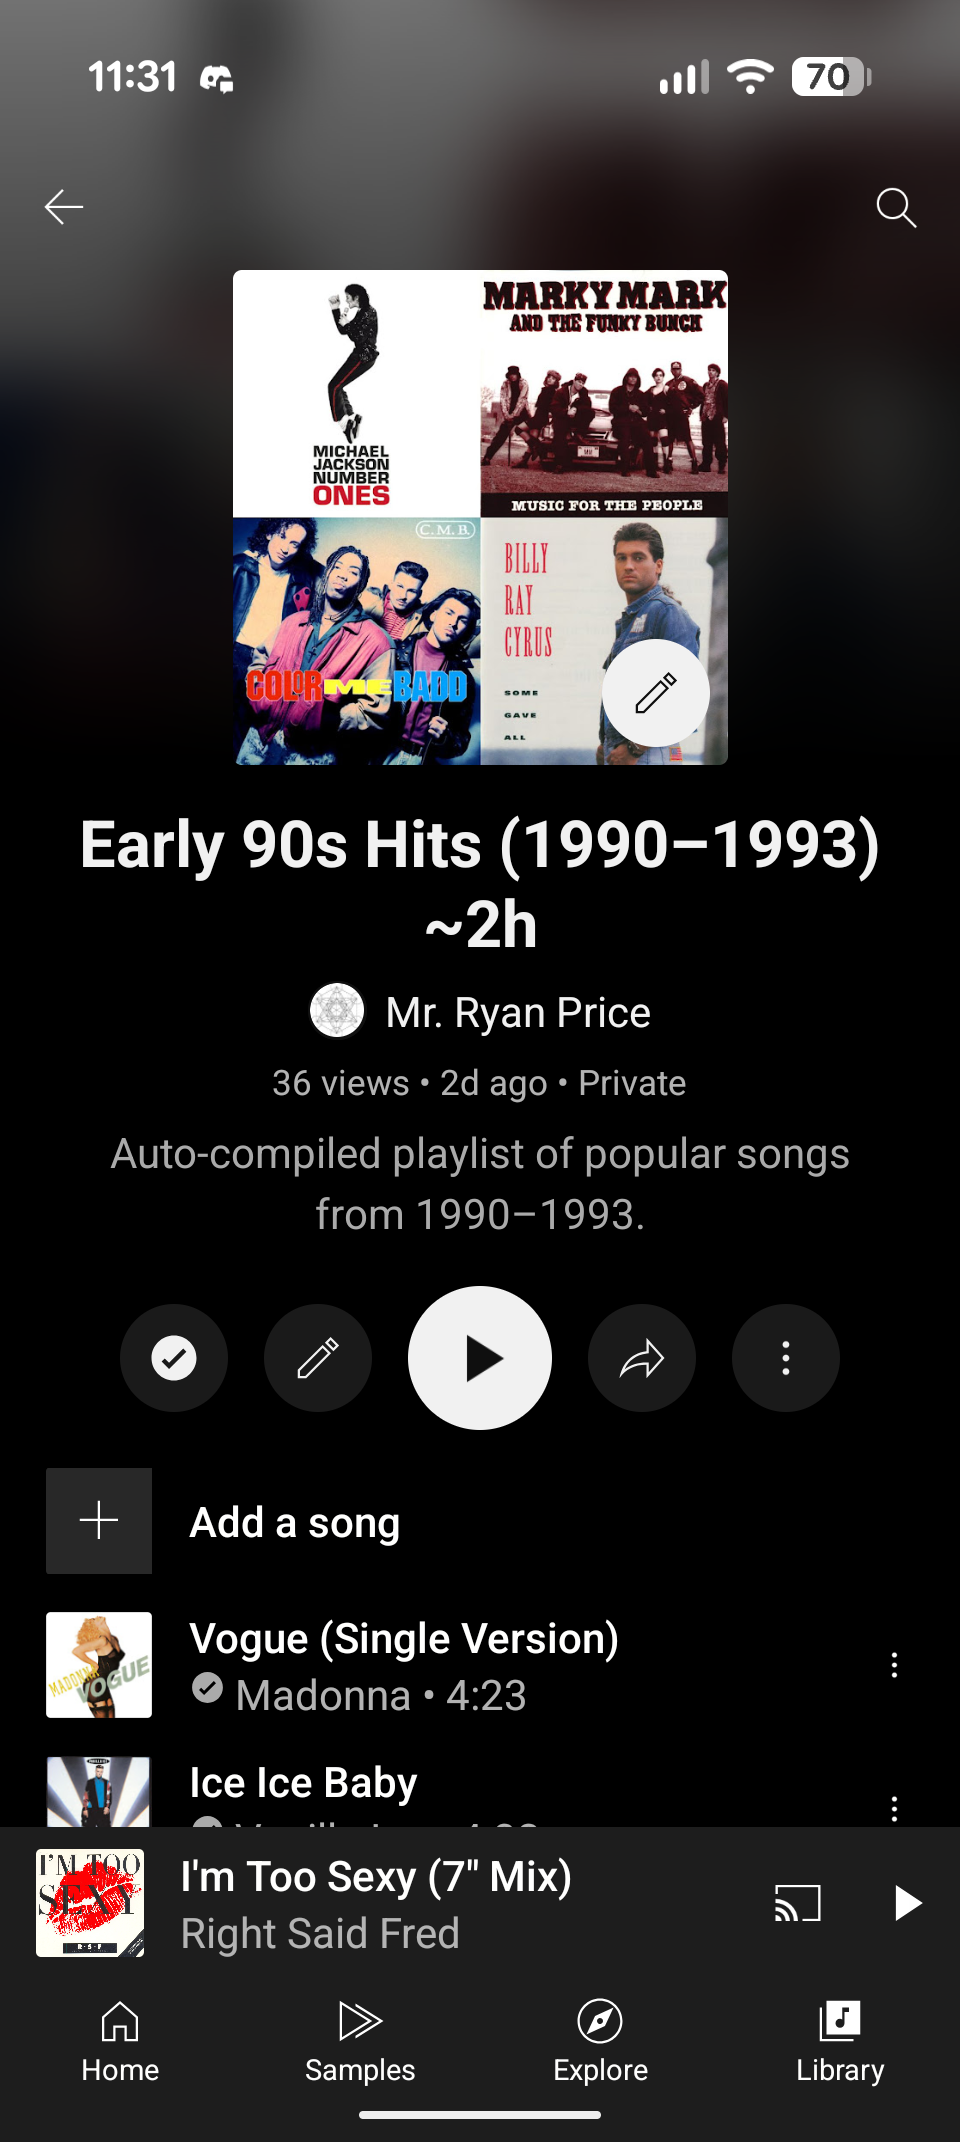 11:31
70
MICHAEL
JACKSON
NUMBER
ONES
MARKY MARK
AND THE FUNKY BUNCH
MUSIC FOR THE PEOPLE
C.M.B.
COLOR ME BADD
BILLY
RAY
CYRUS
SOME
GAVE
ALL
Early 90s Hits (1990–1993)
~2h
Mr. Ryan Price
36 views • 2d ago • Private
Auto-compiled playlist of popular songs
from 1990–1993.
Add a song
MADONNA
VOGUE
Vogue (Single Version)
Madonna • 4:23
Ice Ice Baby
I'M TOO
SEXY
R·S·F
I'm Too Sexy (7" Mix)
Right Said Fred
Home
Samples
Explore
Library